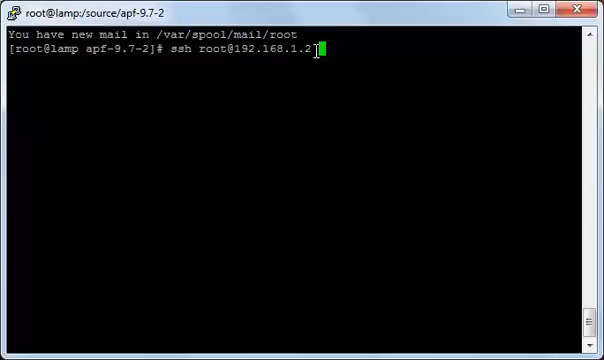 root@lamp:/source/apf-9.7-2
You have new mail in /var/spool/mail/root
[root@lamp apf-9.7-2]# ssh root@192.168.1.2